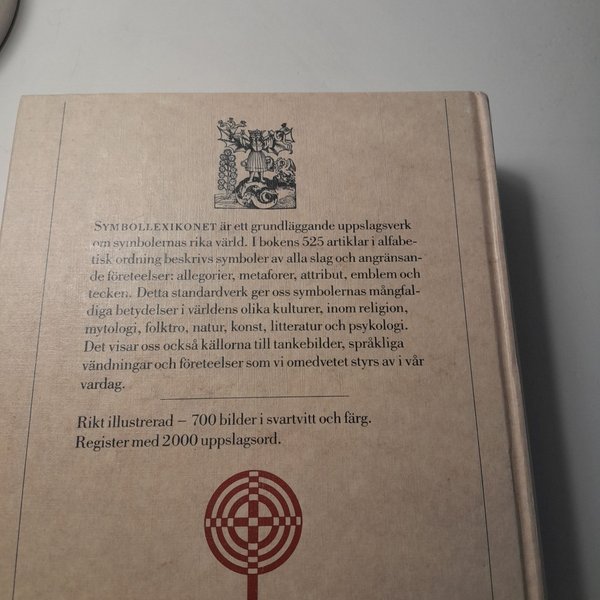 SYMBOLLEXIKONET är ett grundläggande uppslagsverk
om symbolernas rika värld. I bokens 525 artiklar i alfabe-
tisk ordning beskrivs symboler av alla slag och angränsan-
de företeelser: allegorier, metaforer, attribut, emblem och
tecken. Detta standardverk ger oss symbolernas mångfal-
diga betydelser i världens olika kulturer, inom religion,
mytologi, folktro, natur, konst, litteratur och psykologi.
Det visar oss också källorna till tankebilder, språkliga
vändningar och företeelser som vi omedvetet styrs av i vår
vardag.
Rikt illustrerad – 700 bilder i svartvitt och färg.
Register med 2000 uppslagsord.